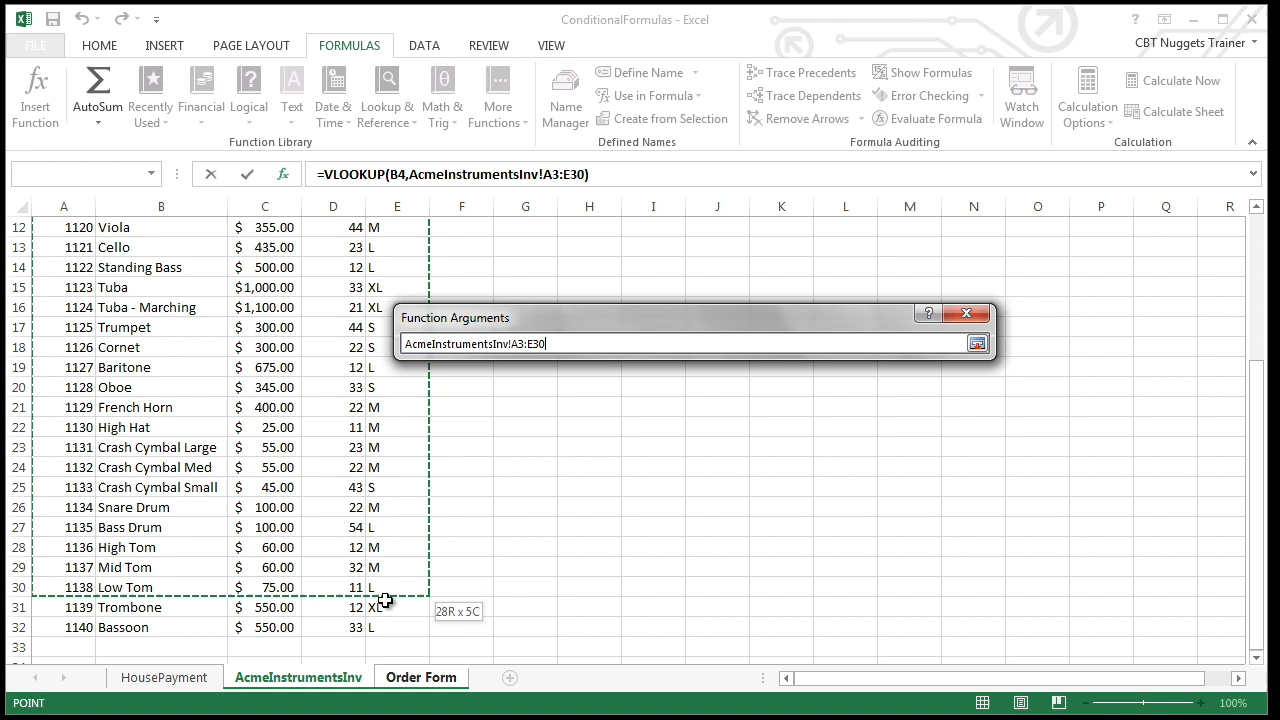 ConditionalFormulas - Excel
?
FILE HOME INSERT PAGE LAYOUT FORMULAS DATA REVIEW VIEW CBT Nuggets Trainer
Insert Function
AutoSum
Recently Used
Financial
Logical
Text
Date & Time
Lookup & Reference
Math & Trig
More Functions
Name Manager
Define Name
Use in Formula
Create from Selection
Trace Precedents
Trace Dependents
Remove Arrows
Show Formulas
Error Checking
Evaluate Formula
Watch Window
Calculation Options
Calculate Now
Calculate Sheet
Function Library Defined Names Formula Auditing Calculation
fx =VLOOKUP(B4,AcmeInstrumentsInv!A3:E30)
A B C D E F G H I J K L M N O P Q R
12 1120 Viola $ 355.00 44 M
13 1121 Cello $ 435.00 23 L
14 1122 Standing Bass $ 500.00 12 L
15 1123 Tuba $1,000.00 33 XL
16 1124 Tuba - Marching $1,100.00 21 XL
17 1125 Trumpet $ 300.00 44 S
18 1126 Cornet $ 300.00 22 S
19 1127 Baritone $ 675.00 12 L
20 1128 Oboe $ 345.00 33 S
21 1129 French Horn $ 400.00 22 M
22 1130 High Hat $ 25.00 11 M
23 1131 Crash Cymbal Large $ 55.00 23 M
24 1132 Crash Cymbal Med $ 55.00 22 M
25 1133 Crash Cymbal Small $ 45.00 43 S
26 1134 Snare Drum $ 100.00 22 M
27 1135 Bass Drum $ 100.00 54 L
28 1136 High Tom $ 60.00 12 M
29 1137 Mid Tom $ 60.00 32 M
30 1138 Low Tom $ 75.00 11 L
31 1139 Trombone $ 550.00 12 XL
32 1140 Bassoon $ 550.00 33 L
33
Function Arguments ?
AcmeInstrumentsInv!A3:E30
28R x 5C
HousePayment AcmeInstrumentsInv Order Form
POINT 100%